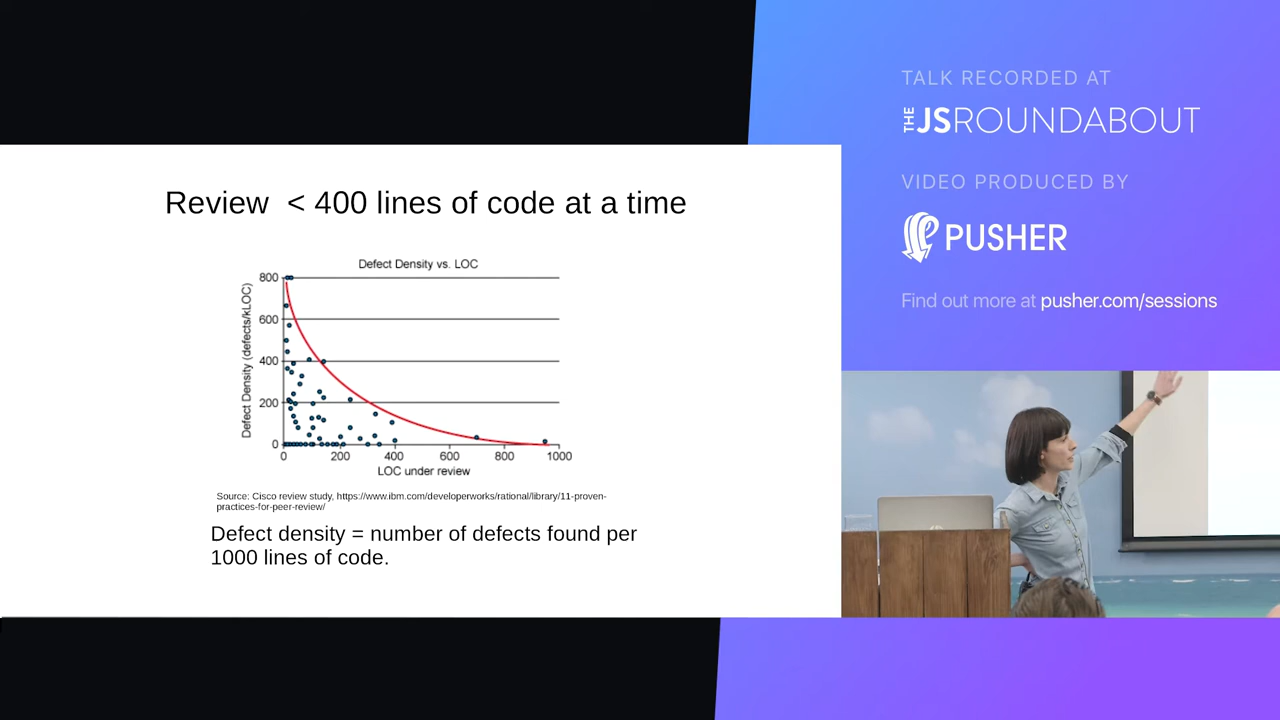 Review  < 400 lines of code at a time
Defect Density vs. LOC
Defect Density (defects/kLOC)
800
600
400
200
0
0
200
400
600
800
1000
LOC under review
Source: Cisco review study, https://www.ibm.com/developerworks/rational/library/11-proven-
practices-for-peer-review/
Defect density = number of defects found per
1000 lines of code.
TALK RECORDED AT
THE JSROUNDABOUT
VIDEO PRODUCED BY
PUSHER
Find out more at pusher.com/sessions